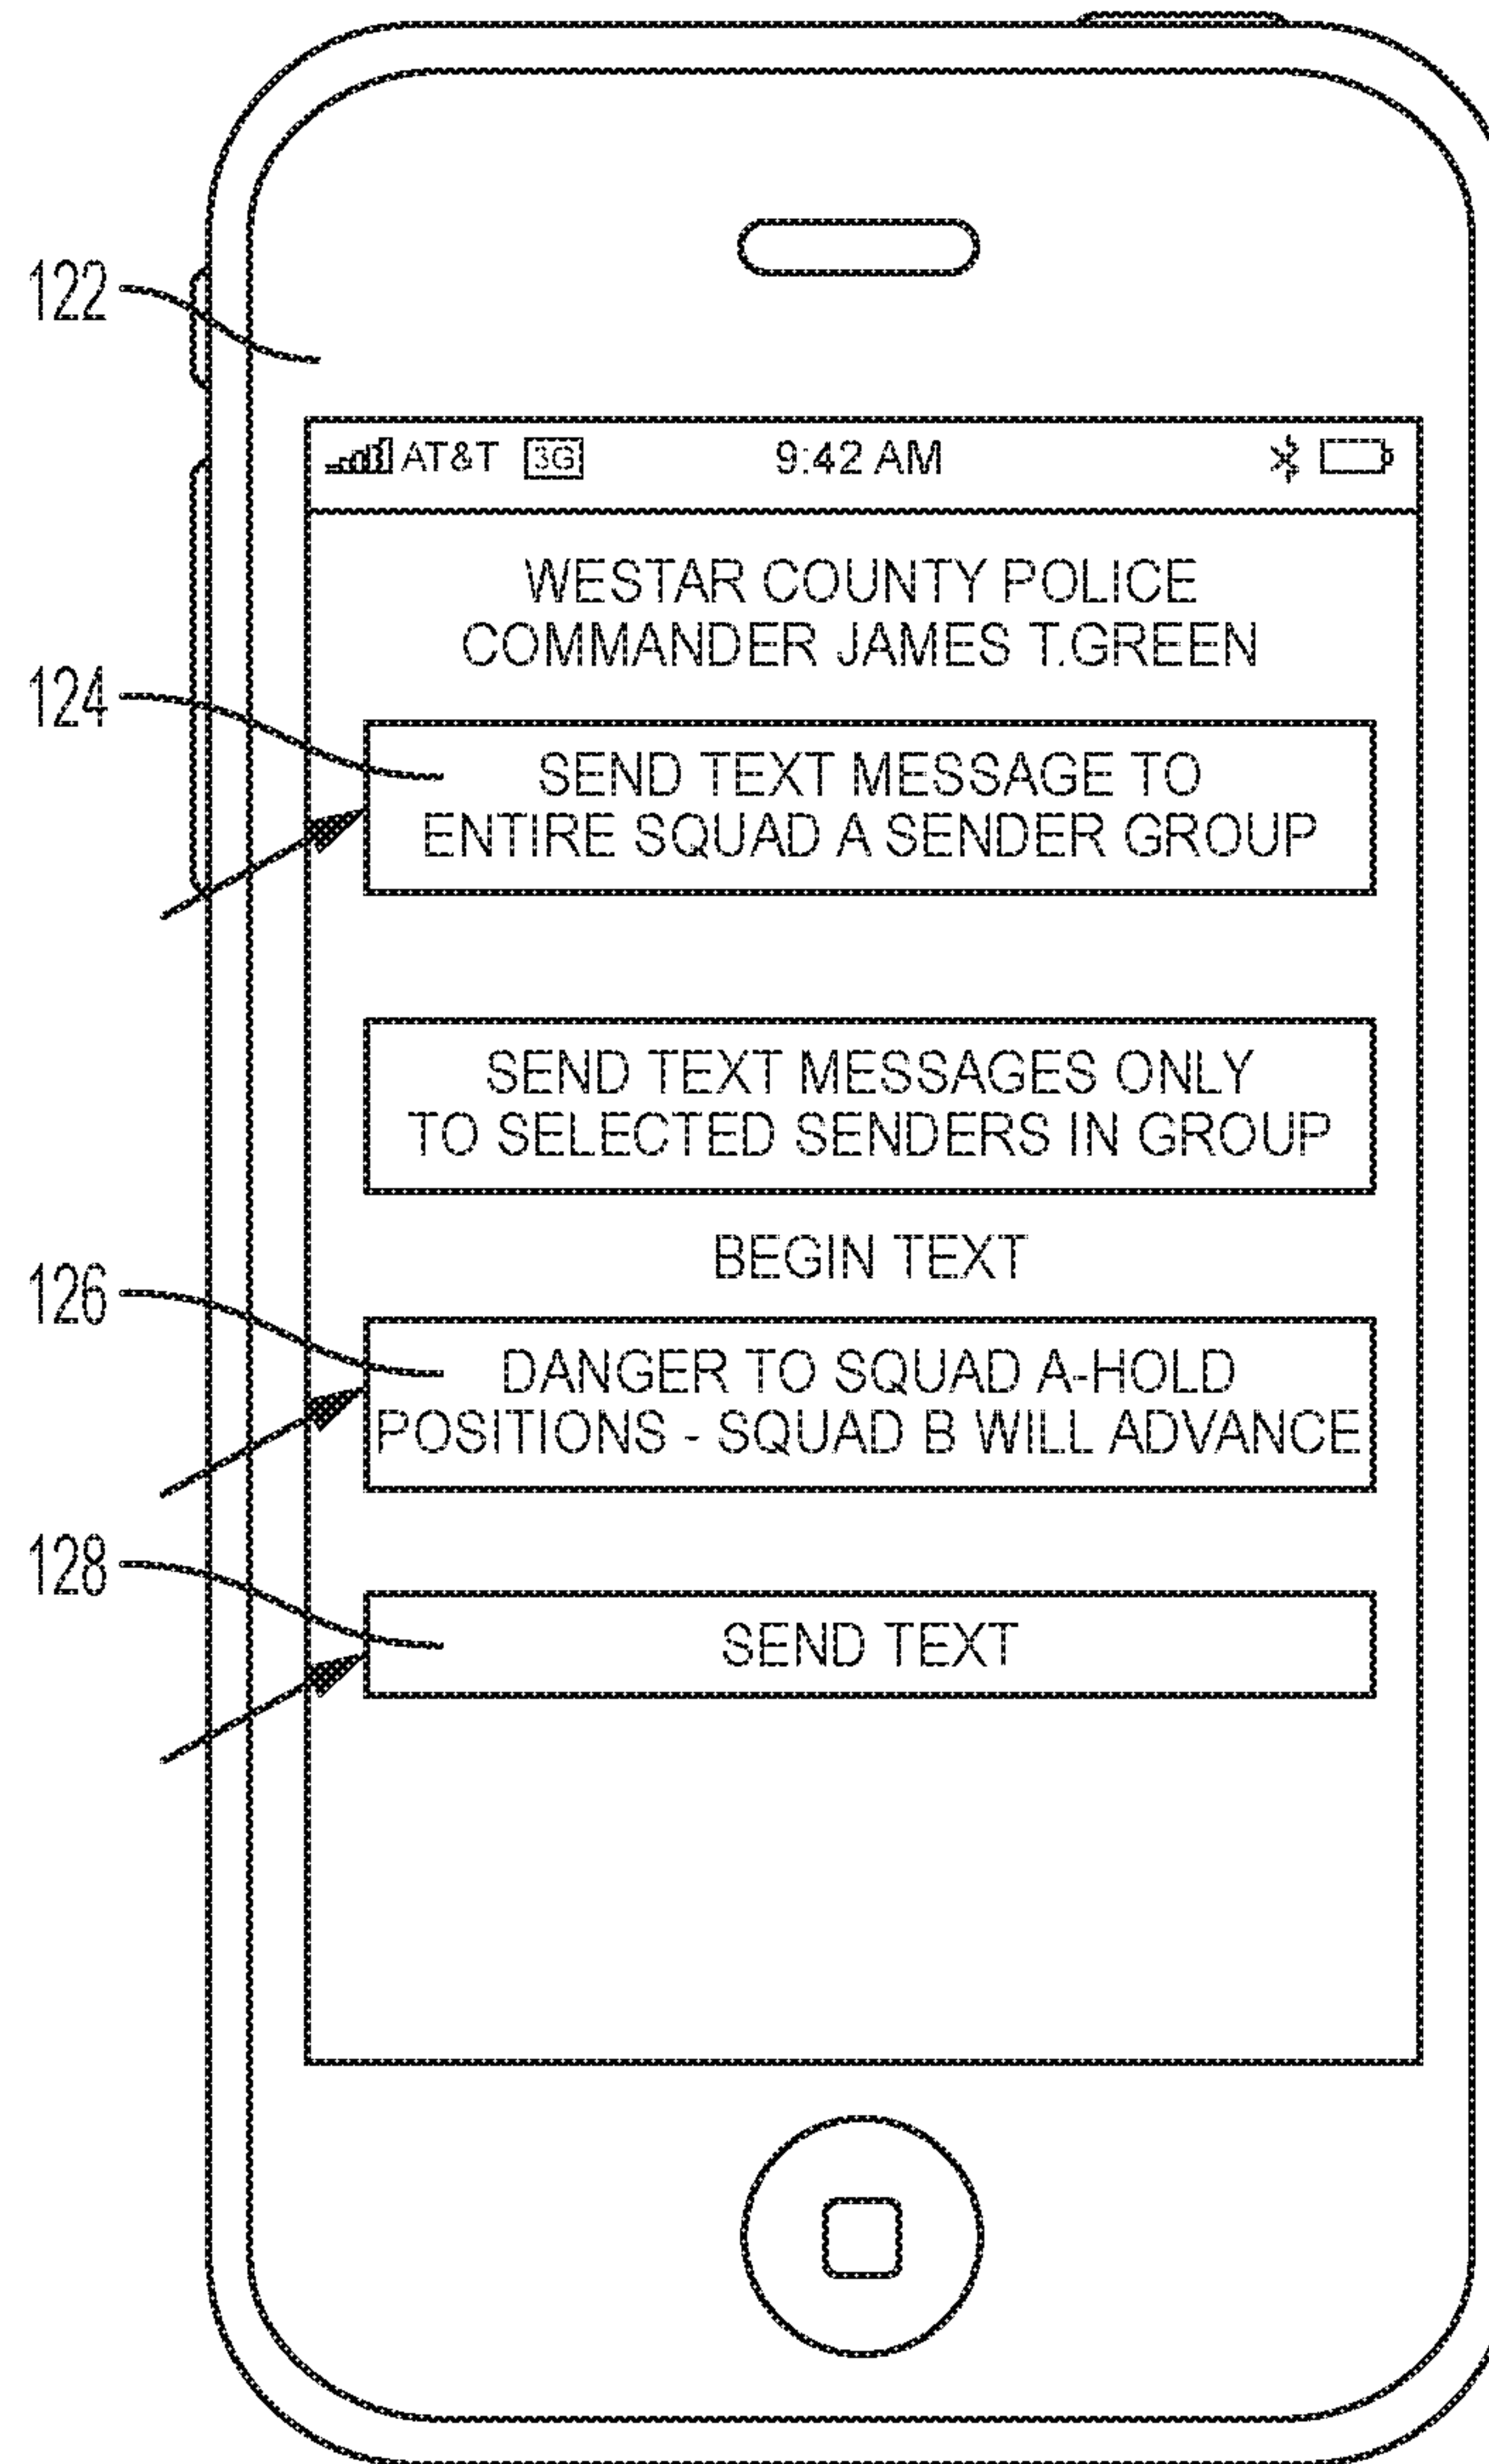 122
AT&T 3G 9:42 AM
WESTAR COUNTY POLICE
COMMANDER JAMES T.GREEN
124
SEND TEXT MESSAGE TO
ENTIRE SQUAD A SENDER GROUP
SEND TEXT MESSAGES ONLY
TO SELECTED SENDERS IN GROUP
BEGIN TEXT
126
DANGER TO SQUAD A-HOLD
POSITIONS - SQUAD B WILL ADVANCE
128
SEND TEXT